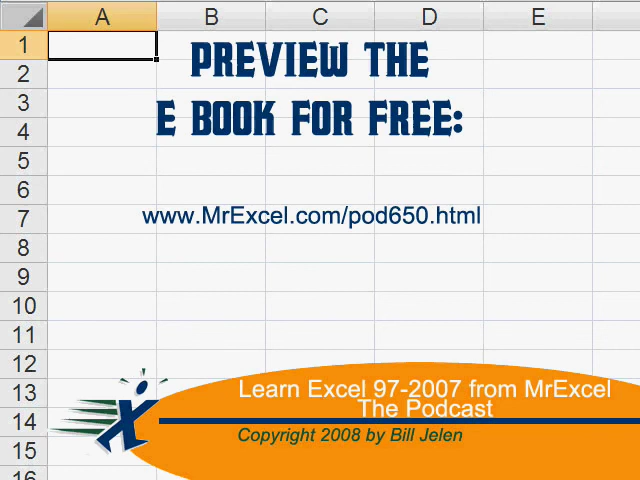 A B C D E
1
PREVIEW THE
2
3
E BOOK FOR FREE:
4
5
6
7
www.MrExcel.com/pod650.html
8
9
10
11
12
13
Learn Excel 97-2007 from MrExcel
The Podcast
14
Copyright 2008 by Bill Jelen
15
16